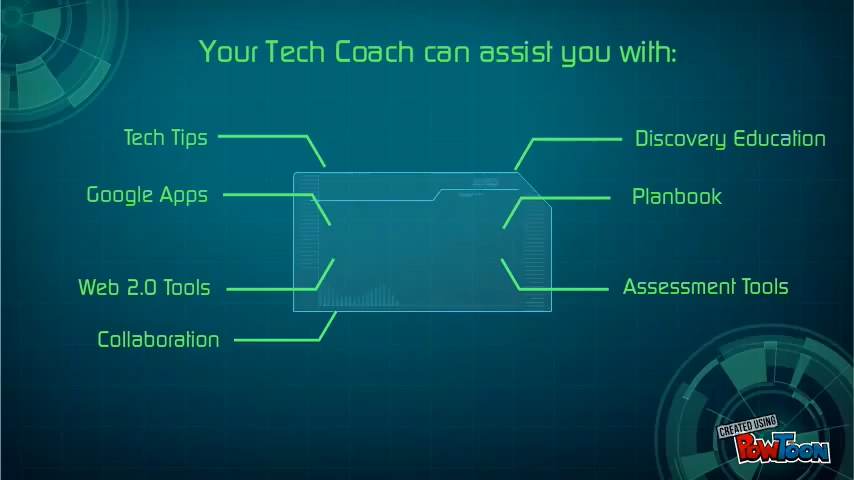 Your Tech Coach can assist you with:
Tech Tips
Google Apps
Web 2.0 Tools
Collaboration
Discovery Education
Planbook
Assessment Tools
CREATED USING
POWTOON